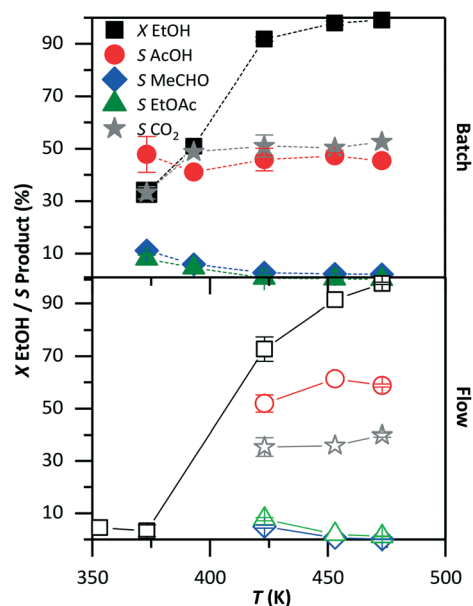 90
X EtOH
S AcOH
70
S MeCHO
S EtOAc
50
S CO2
30
10
Batch
X EtOH / S Product (%)
90
70
50
30
10
Flow
350
400
450
500
T (K)